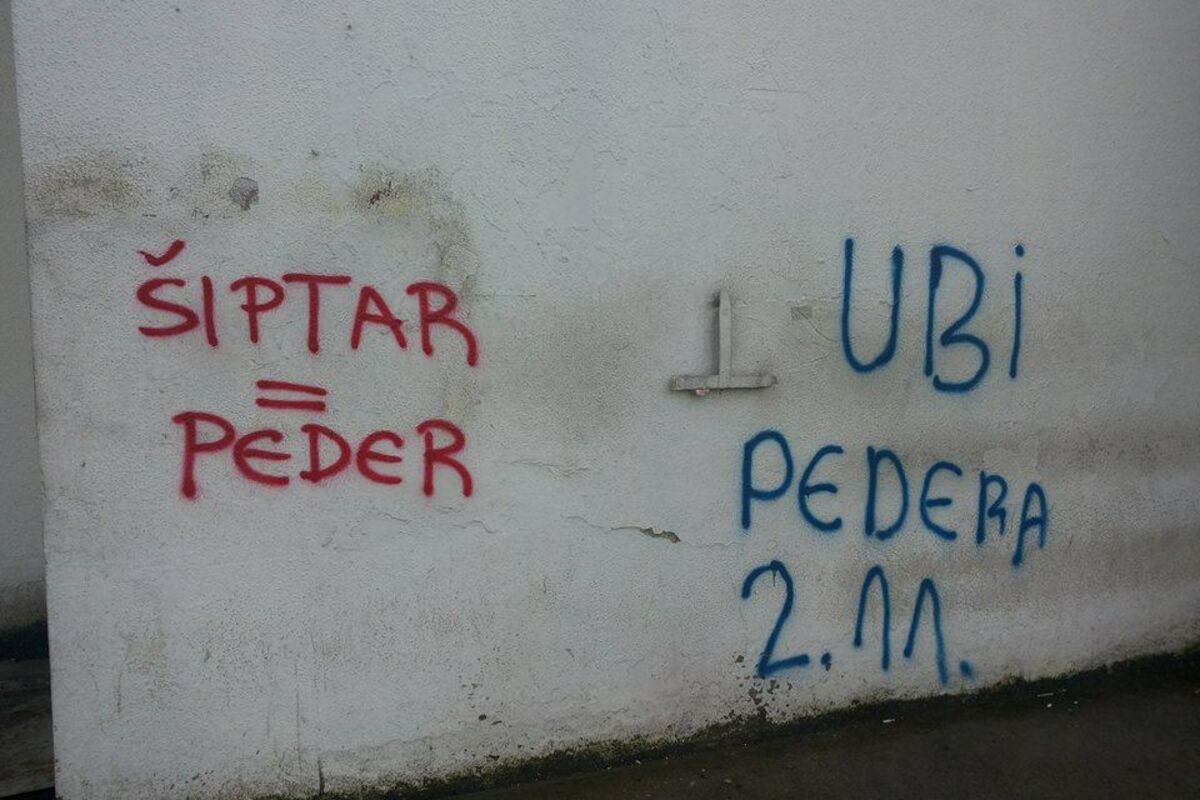 ŠIPTAR
=
PEDER
UBi
PEDERA
2.11.